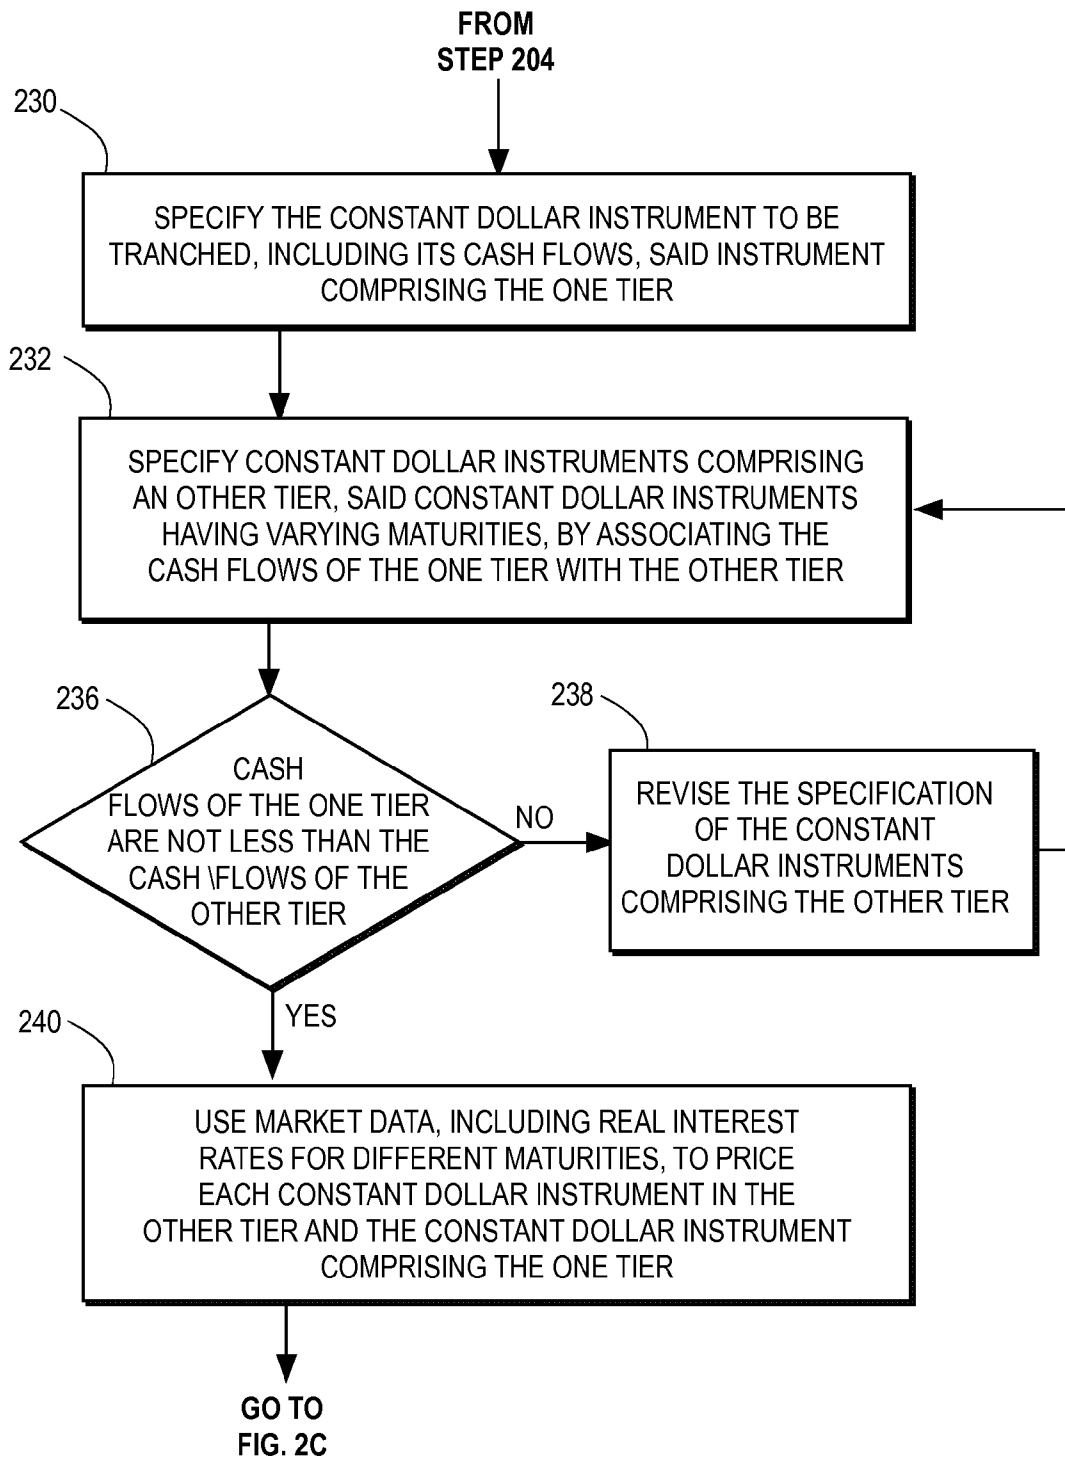 FROM
STEP 204
230
SPECIFY THE CONSTANT DOLLAR INSTRUMENT TO BE
TRANCHED, INCLUDING ITS CASH FLOWS, SAID INSTRUMENT
COMPRISING THE ONE TIER
232
SPECIFY CONSTANT DOLLAR INSTRUMENTS COMPRISING
AN OTHER TIER, SAID CONSTANT DOLLAR INSTRUMENTS
HAVING VARYING MATURITIES, BY ASSOCIATING THE
CASH FLOWS OF THE ONE TIER WITH THE OTHER TIER
236
CASH
FLOWS OF THE ONE TIER
ARE NOT LESS THAN THE
CASH \FLOWS OF THE
OTHER TIER
NO
238
REVISE THE SPECIFICATION
OF THE CONSTANT
DOLLAR INSTRUMENTS
COMPRISING THE OTHER TIER
YES
240
USE MARKET DATA, INCLUDING REAL INTEREST
RATES FOR DIFFERENT MATURITIES, TO PRICE
EACH CONSTANT DOLLAR INSTRUMENT IN THE
OTHER TIER AND THE CONSTANT DOLLAR INSTRUMENT
COMPRISING THE ONE TIER
GO TO
FIG. 2C